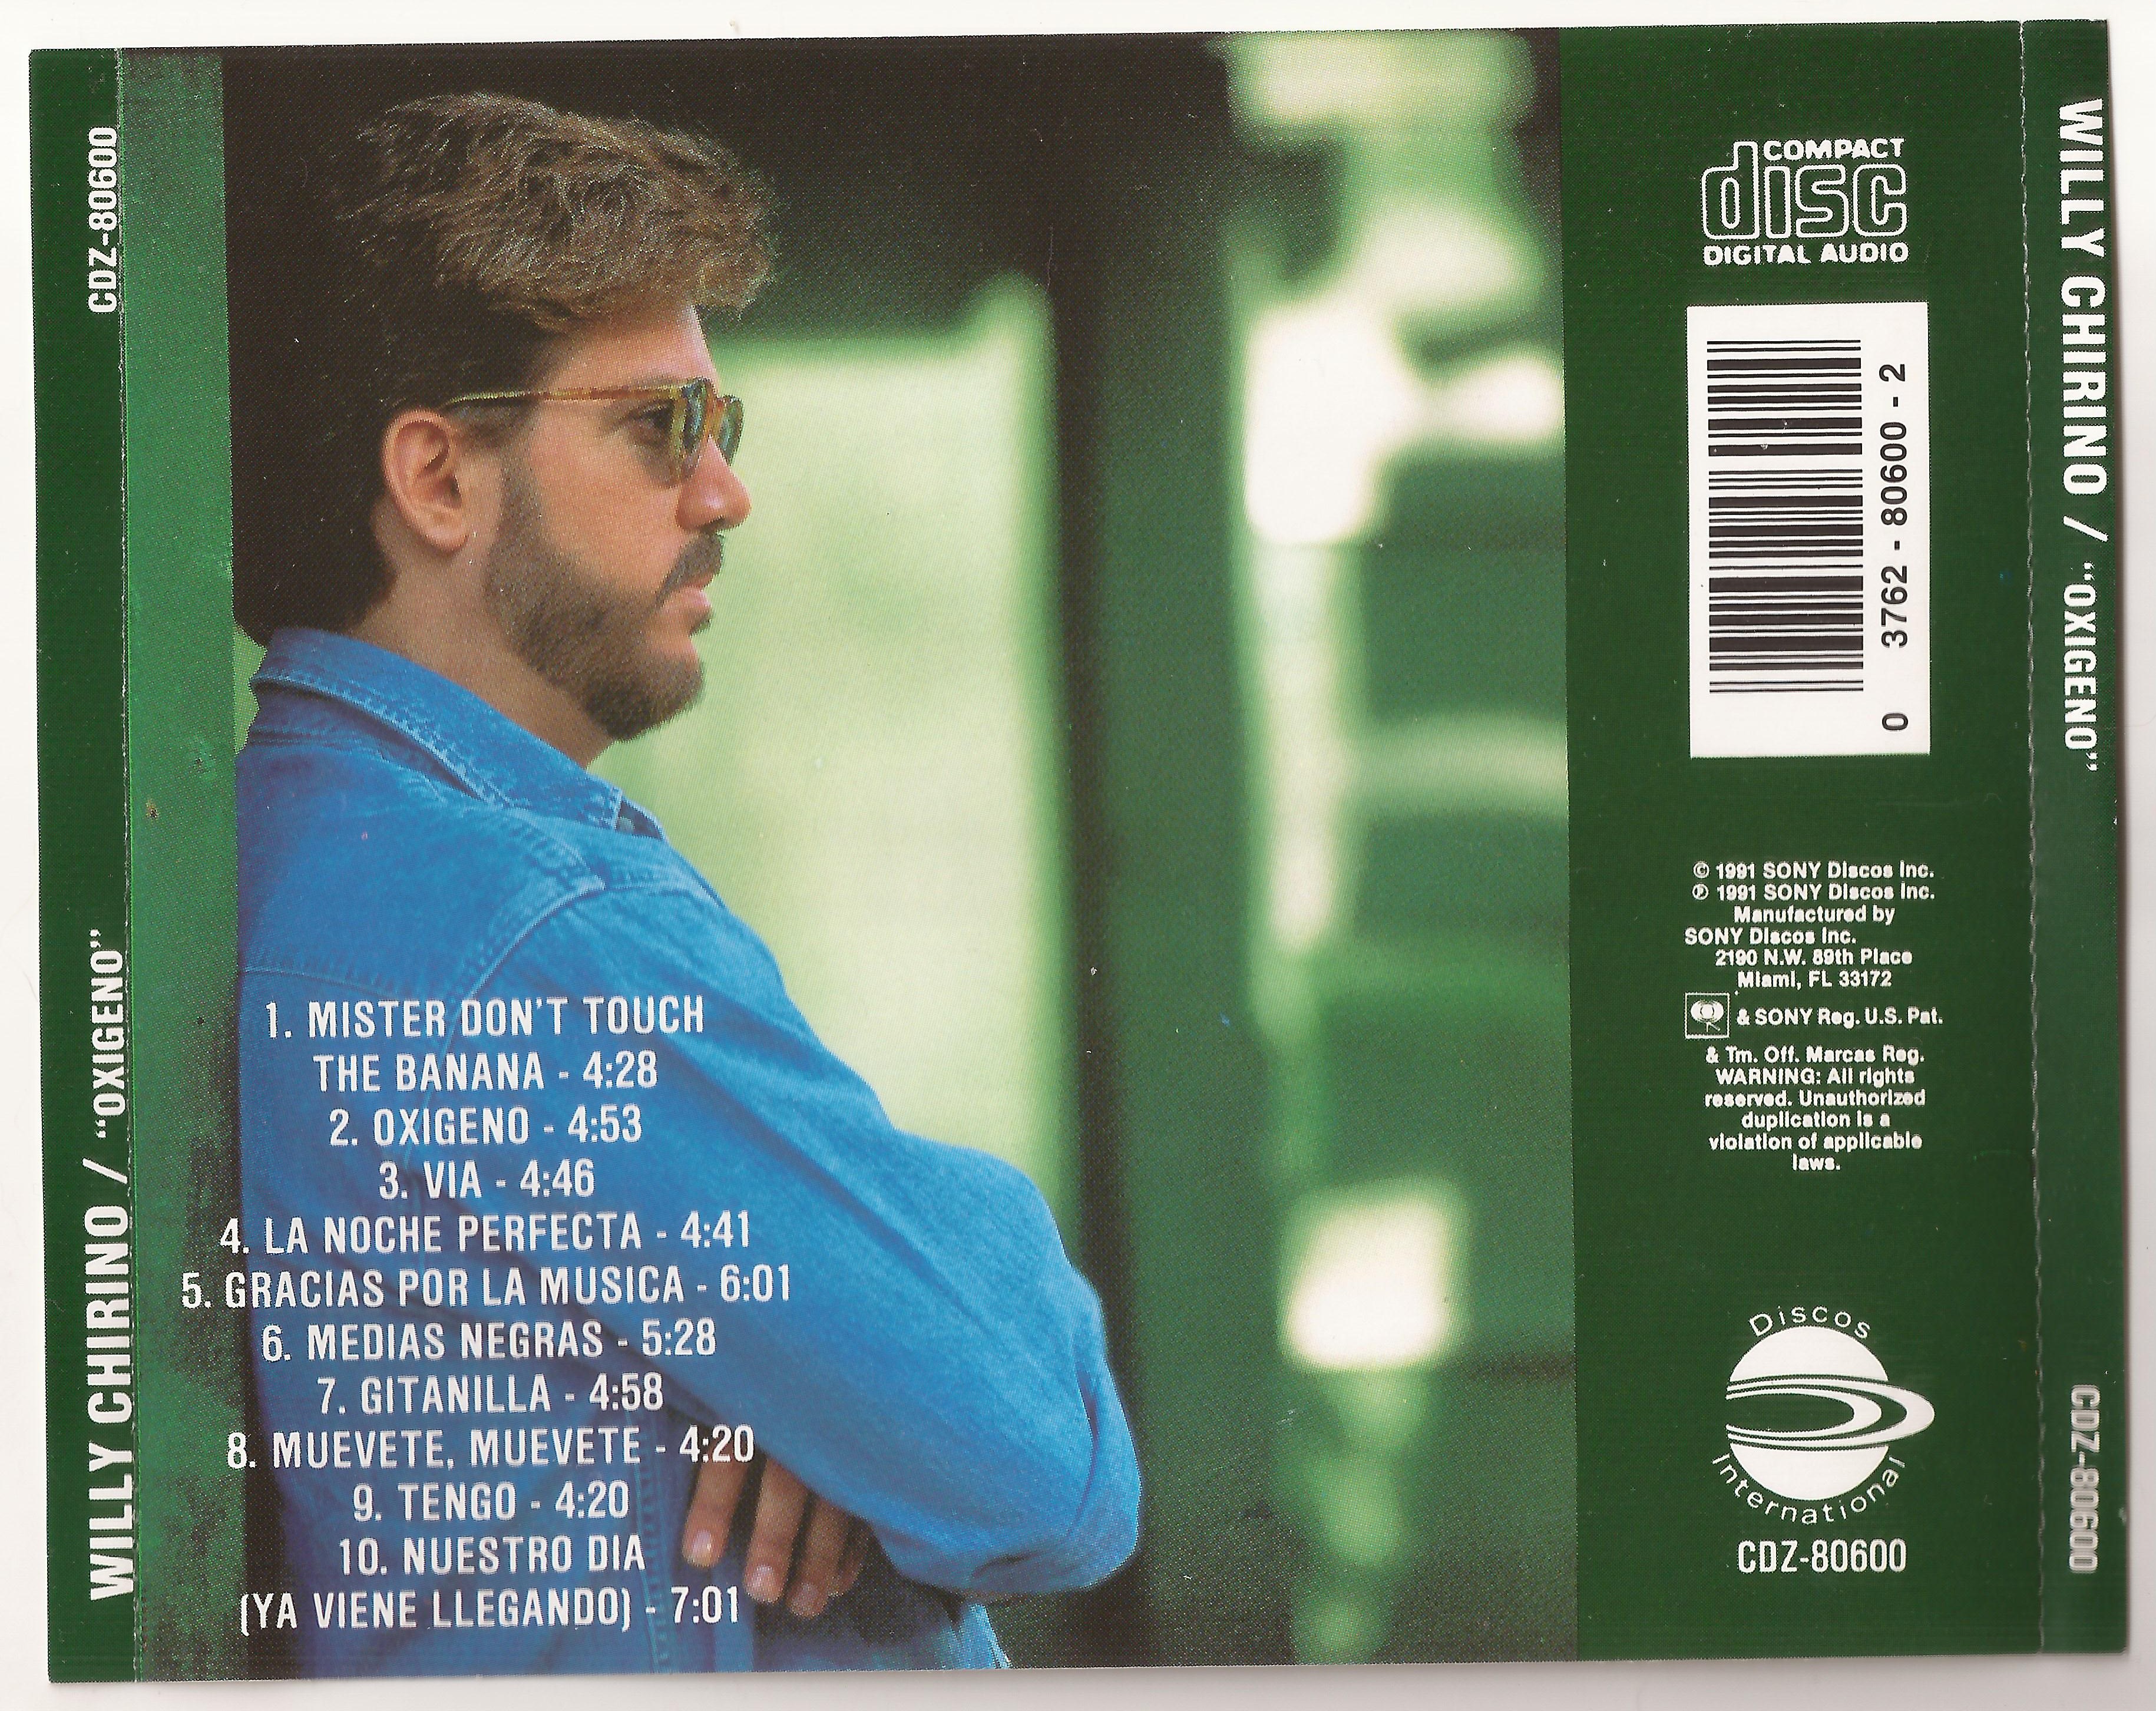 CDZ-80600
WILLY CHIRINO / “OXIGENO”
1. MISTER DON'T TOUCH
THE BANANA - 4:28
2. OXIGENO - 4:53
3. VIA - 4:46
4. LA NOCHE PERFECTA - 4:41
5. GRACIAS POR LA MUSICA - 6:01
6. MEDIAS NEGRAS - 5:28
7. GITANILLA - 4:58
8. MUEVETE, MUEVETE - 4:20
9. TENGO - 4:20
10. NUESTRO DIA
(YA VIENE LLEGANDO) - 7:01
COMPACT
disc
DIGITAL AUDIO
0 3762 - 80600 - 2
© 1991 SONY Discos Inc.
℗ 1991 SONY Discos Inc.
Manufactured by
SONY Discos Inc.
2190 N.W. 89th Place
Miami, FL 33172
& SONY Reg. U.S. Pat.
& Tm. Off. Marcas Reg.
WARNING: All rights
reserved. Unauthorized
duplication is a
violation of applicable
laws.
Discos
International
CDZ-80600
WILLY CHIRINO / “OXIGENO”
CDZ-80600